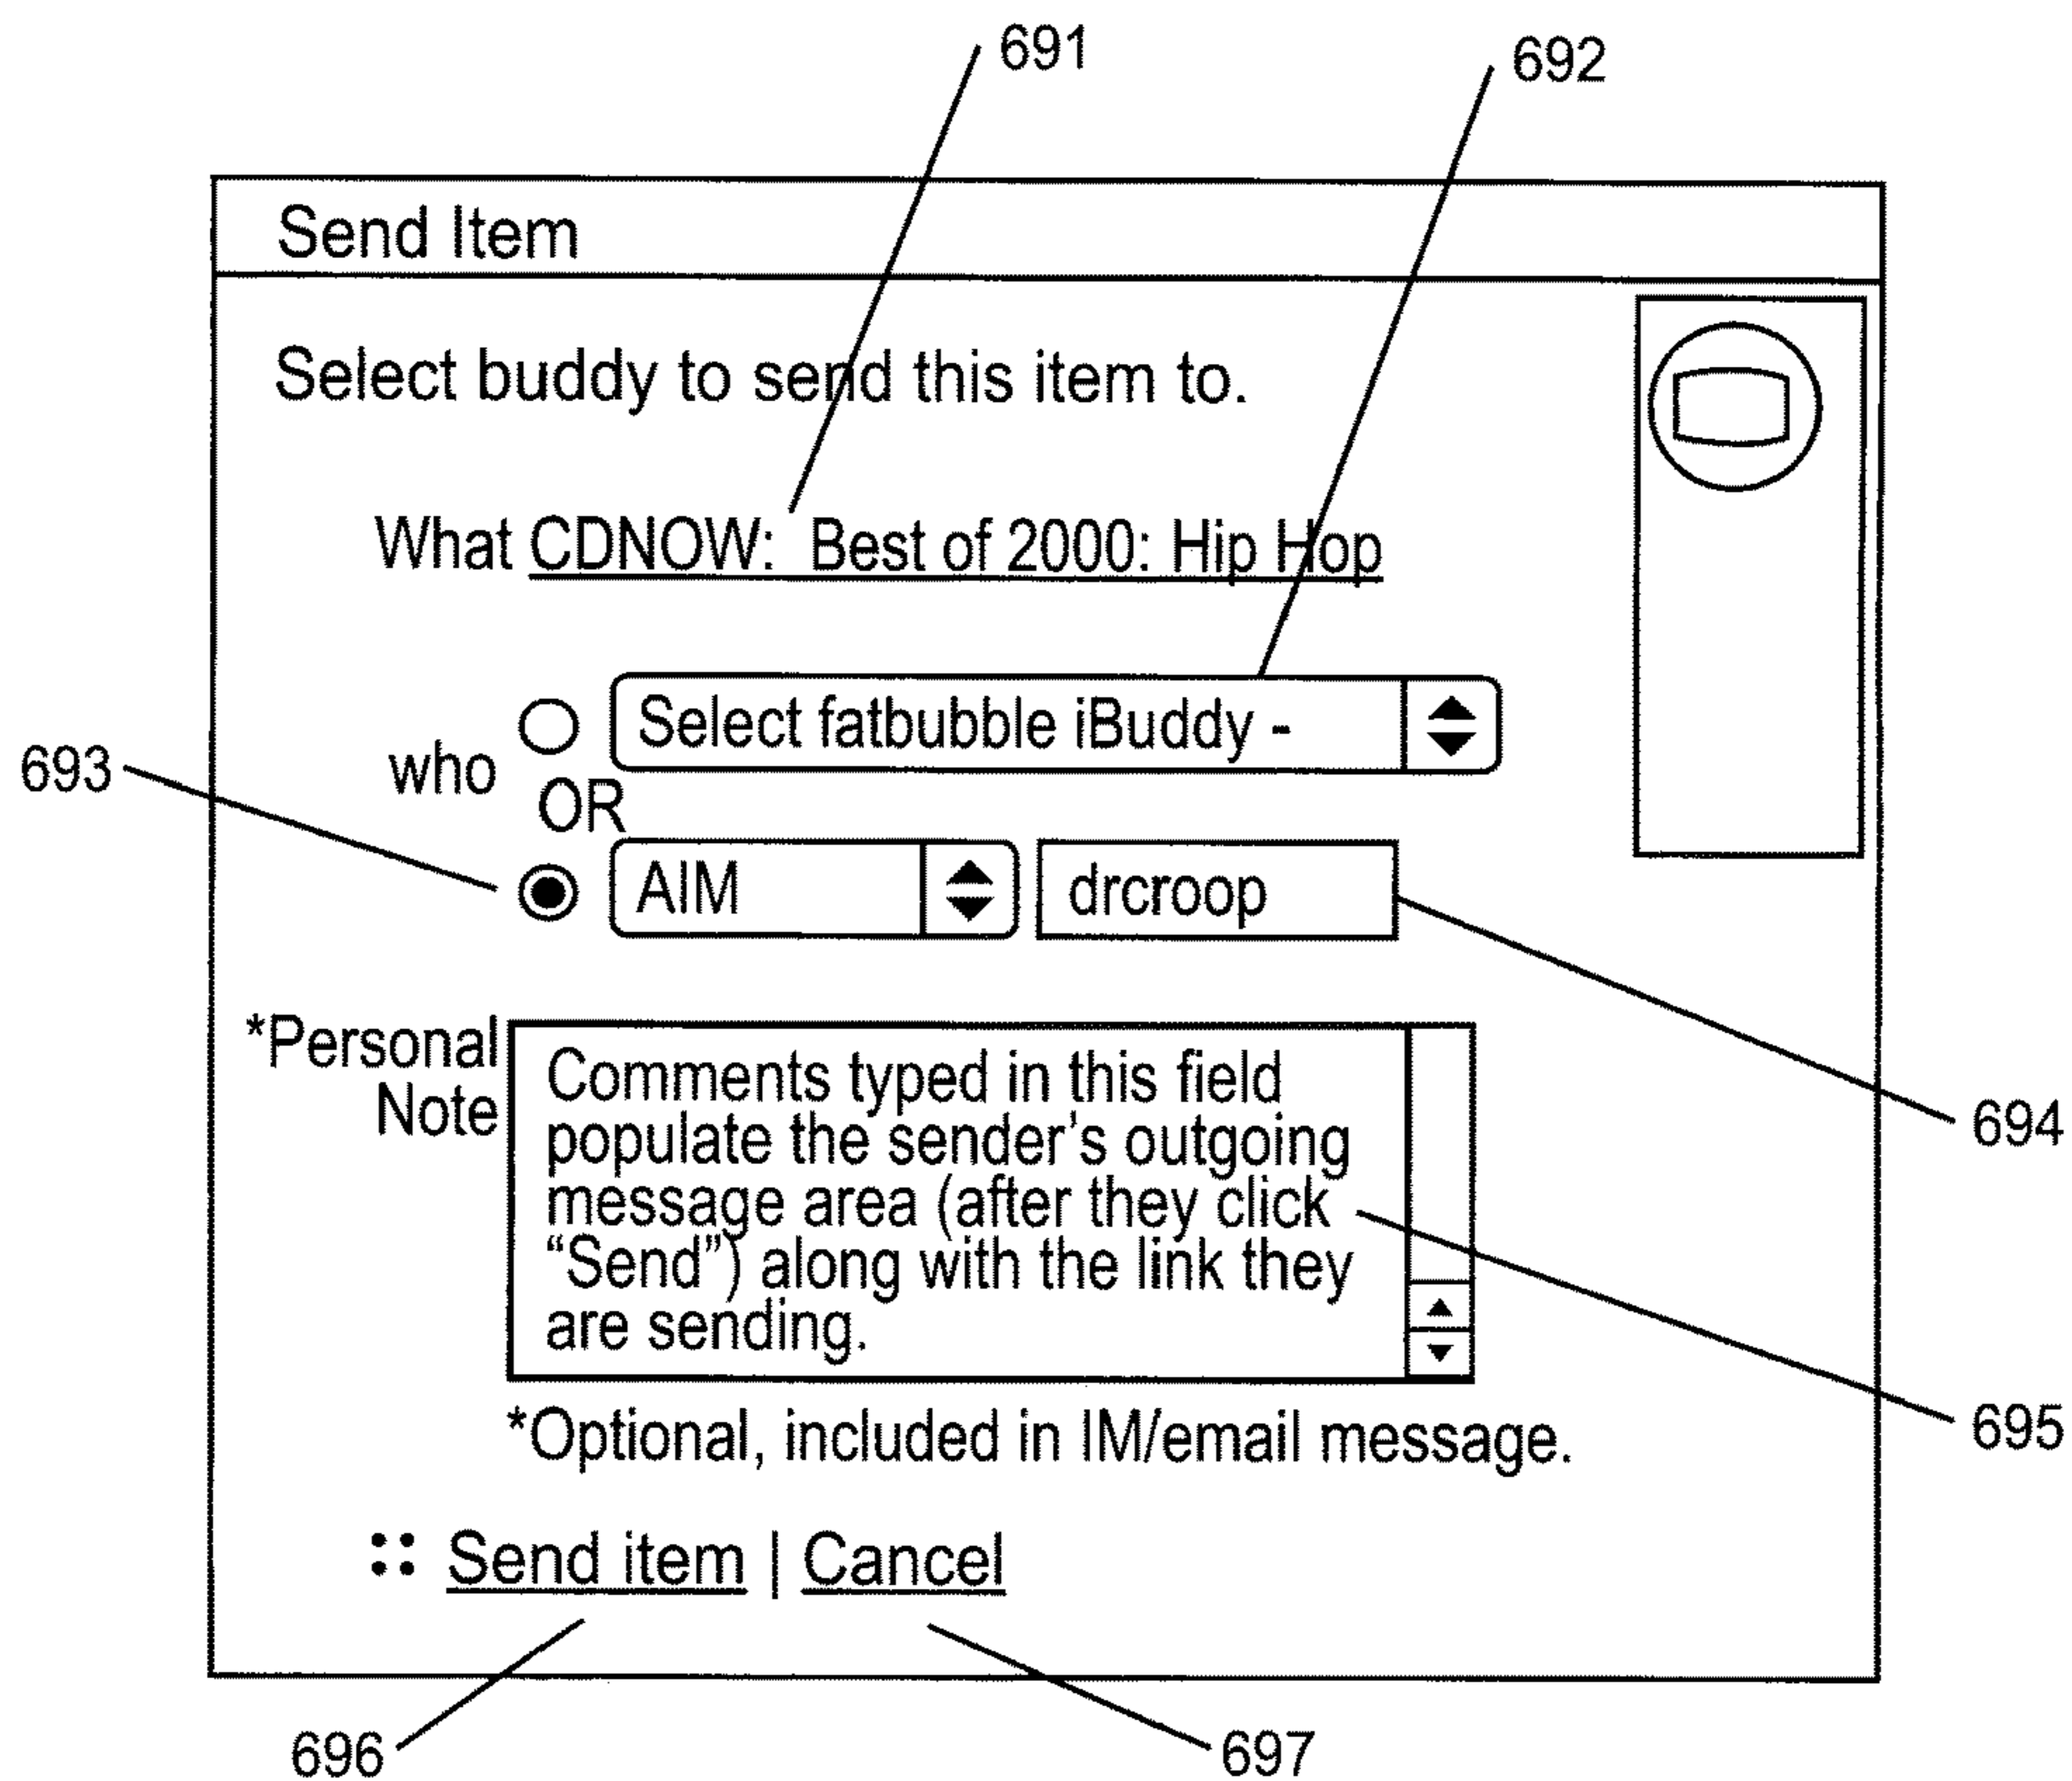 691
692
Send Item
Select buddy to send this item to.
What CDNOW: Best of 2000: Hip Hop
Select fatbubble iBuddy -
693
who
OR
AIM
drcroop
*Personal
Note
Comments typed in this field
populate the sender's outgoing
message area (after they click
“Send”) along with the link they
are sending.
694
695
*Optional, included in IM/email message.
Send item | Cancel
696
697